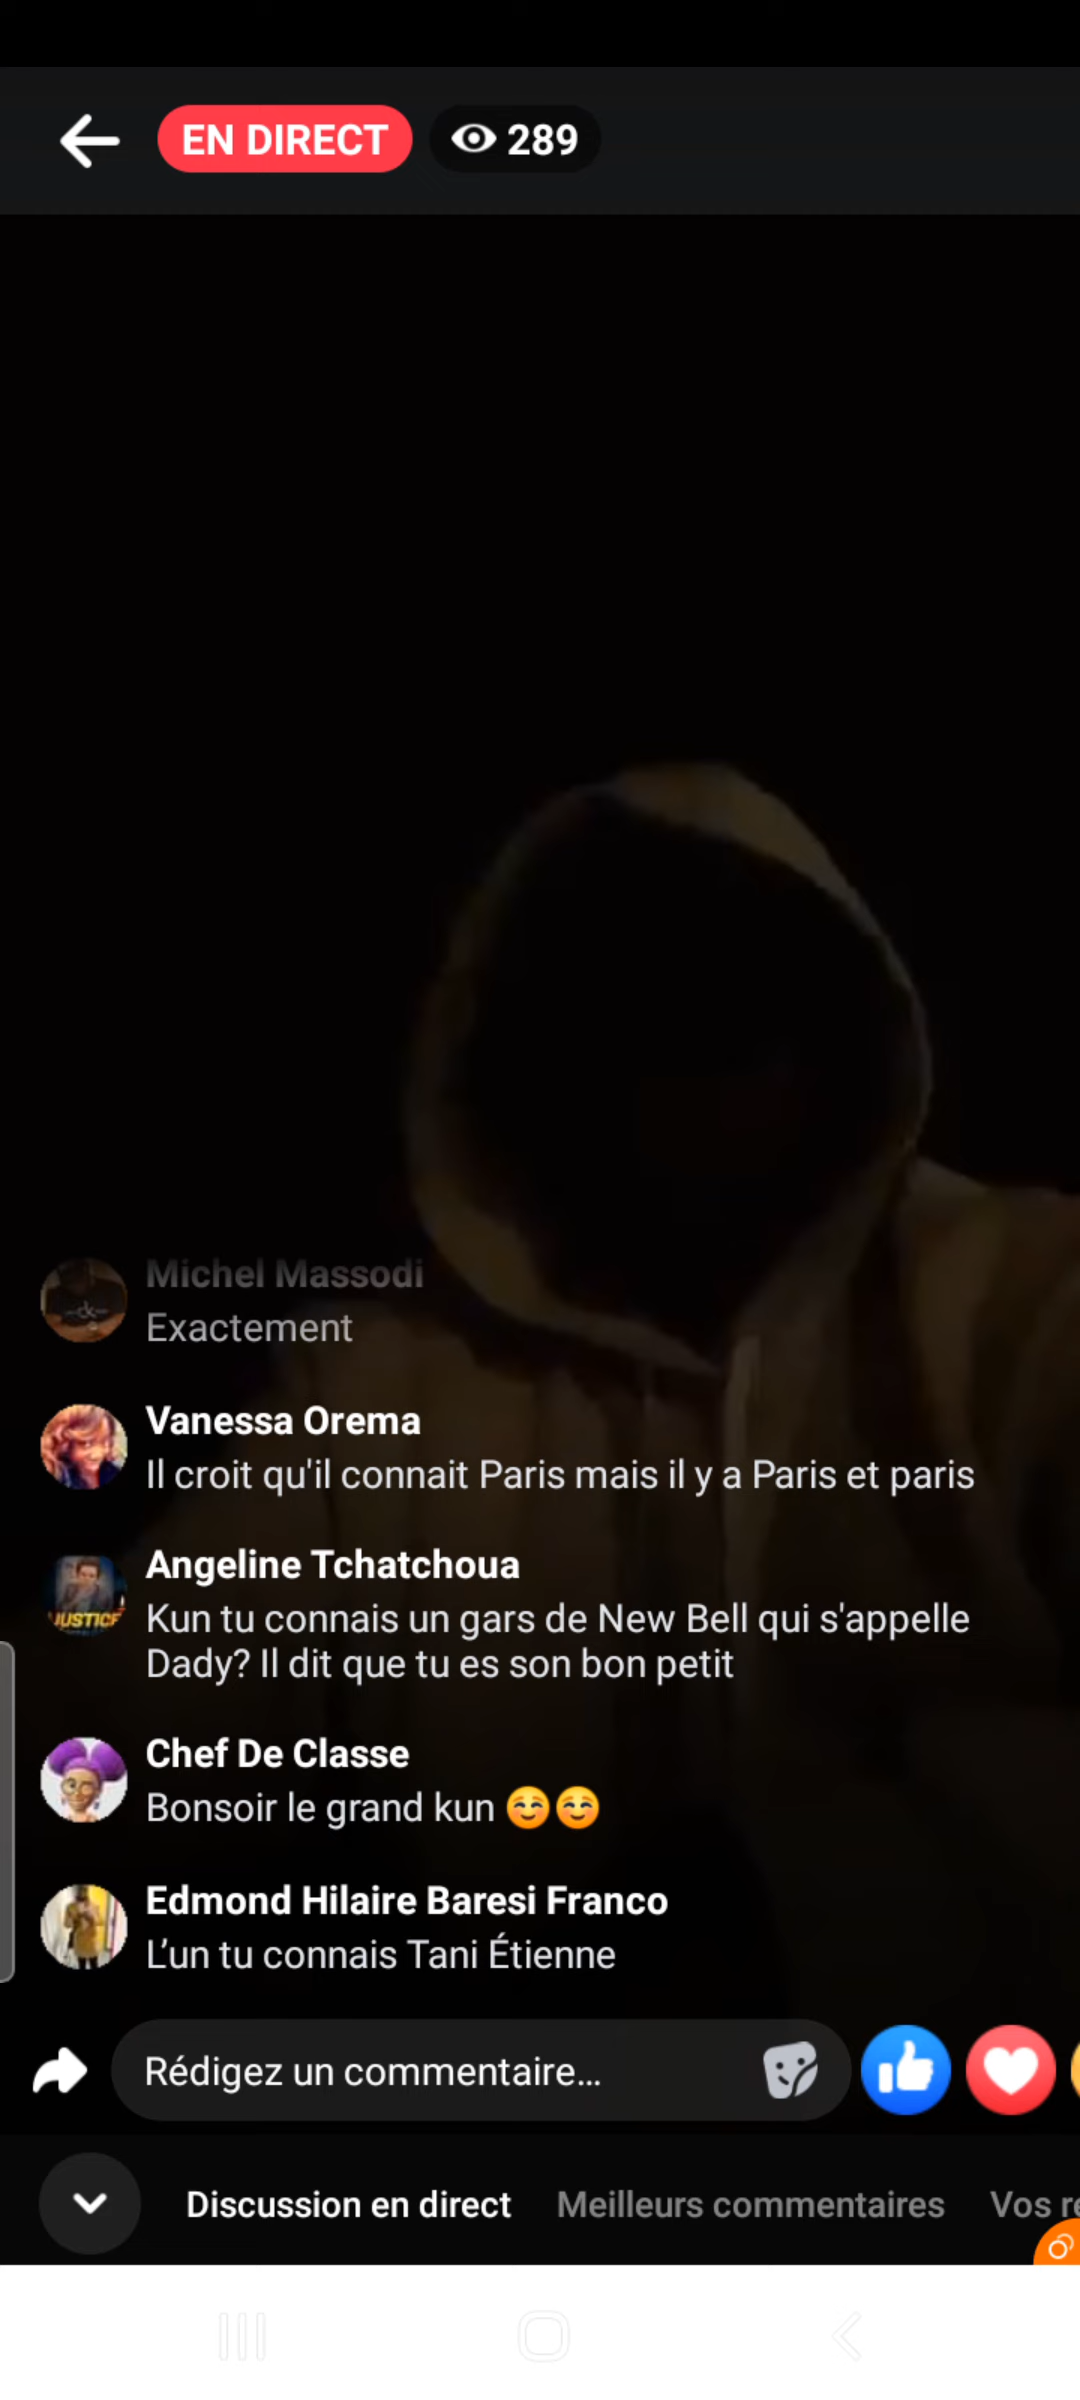 EN DIRECT 289
Michel Massodi
Exactement
Vanessa Orema
Il croit qu'il connait Paris mais il y a Paris et paris
Angeline Tchatchoua
JUSTICE
Kun tu connais un gars de New Bell qui s'appelle
Dady? Il dit que tu es son bon petit
Chef De Classe
Bonsoir le grand kun ☺️☺️
Edmond Hilaire Baresi Franco
L’un tu connais Tani Étienne
Rédigez un commentaire...
Discussion en direct Meilleurs commentaires Vos re